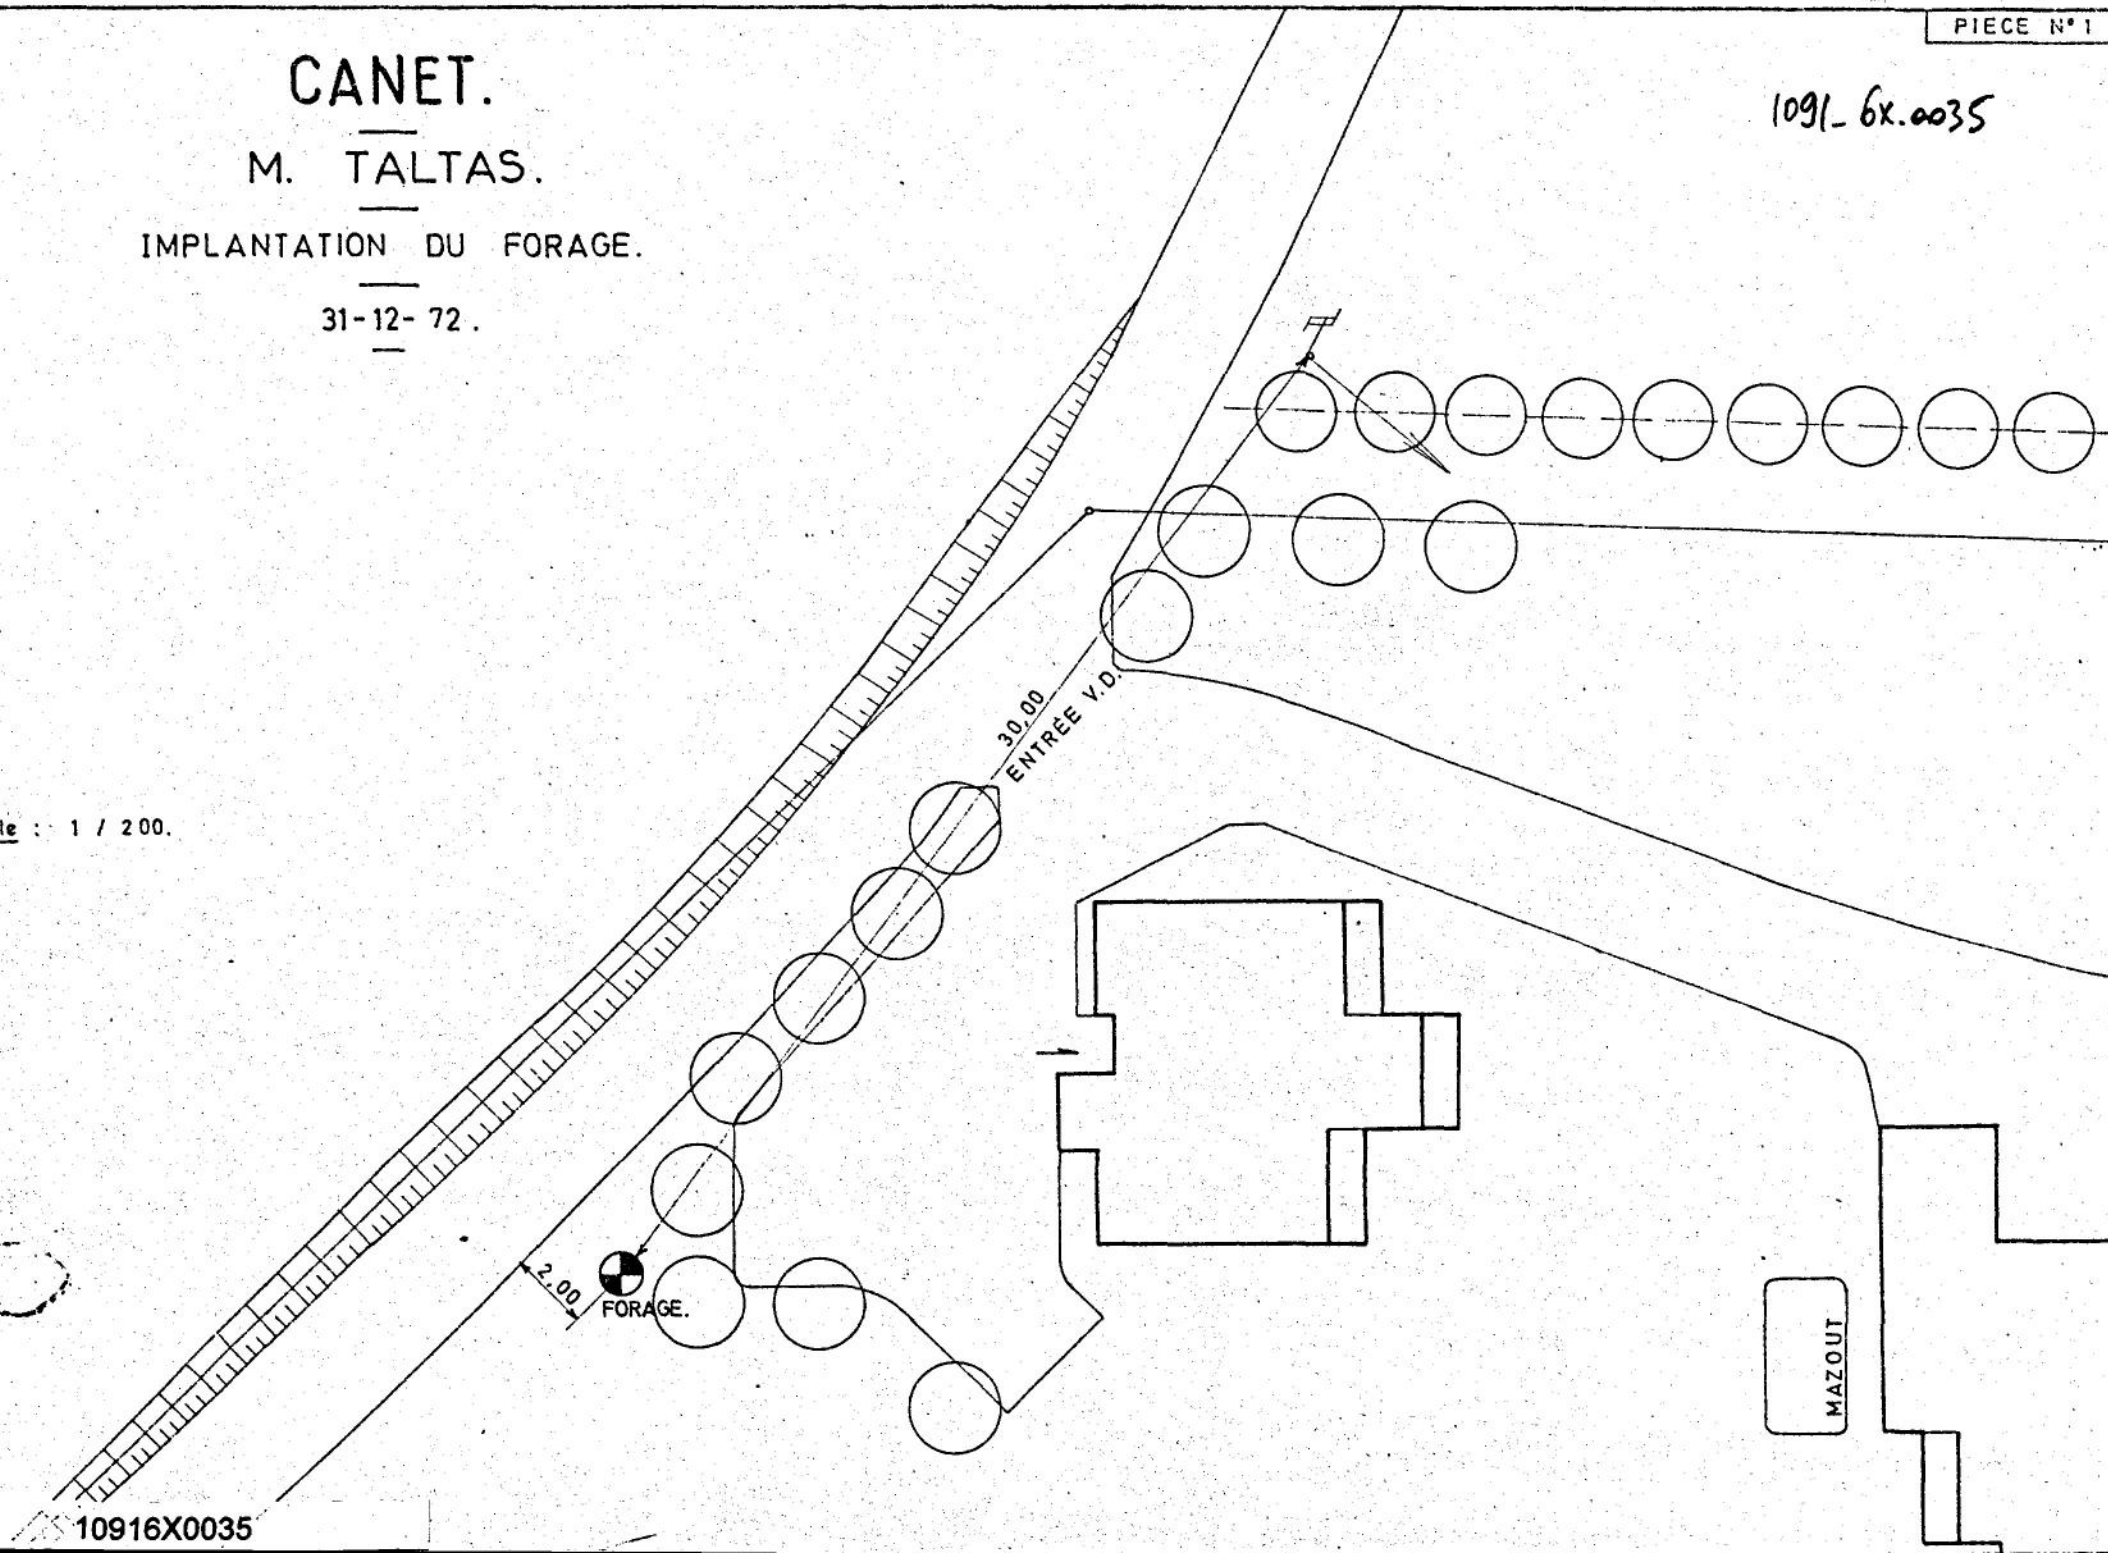 PIECE N° 1
CANET.
1091_6X.0035
M. TALTAS.
IMPLANTATION DU FORAGE.
31-12-72.
30,00
ENTRÉE V.D.
le : 1 / 200.
2,00
FORAGE.
MAZOUT
10916X0035